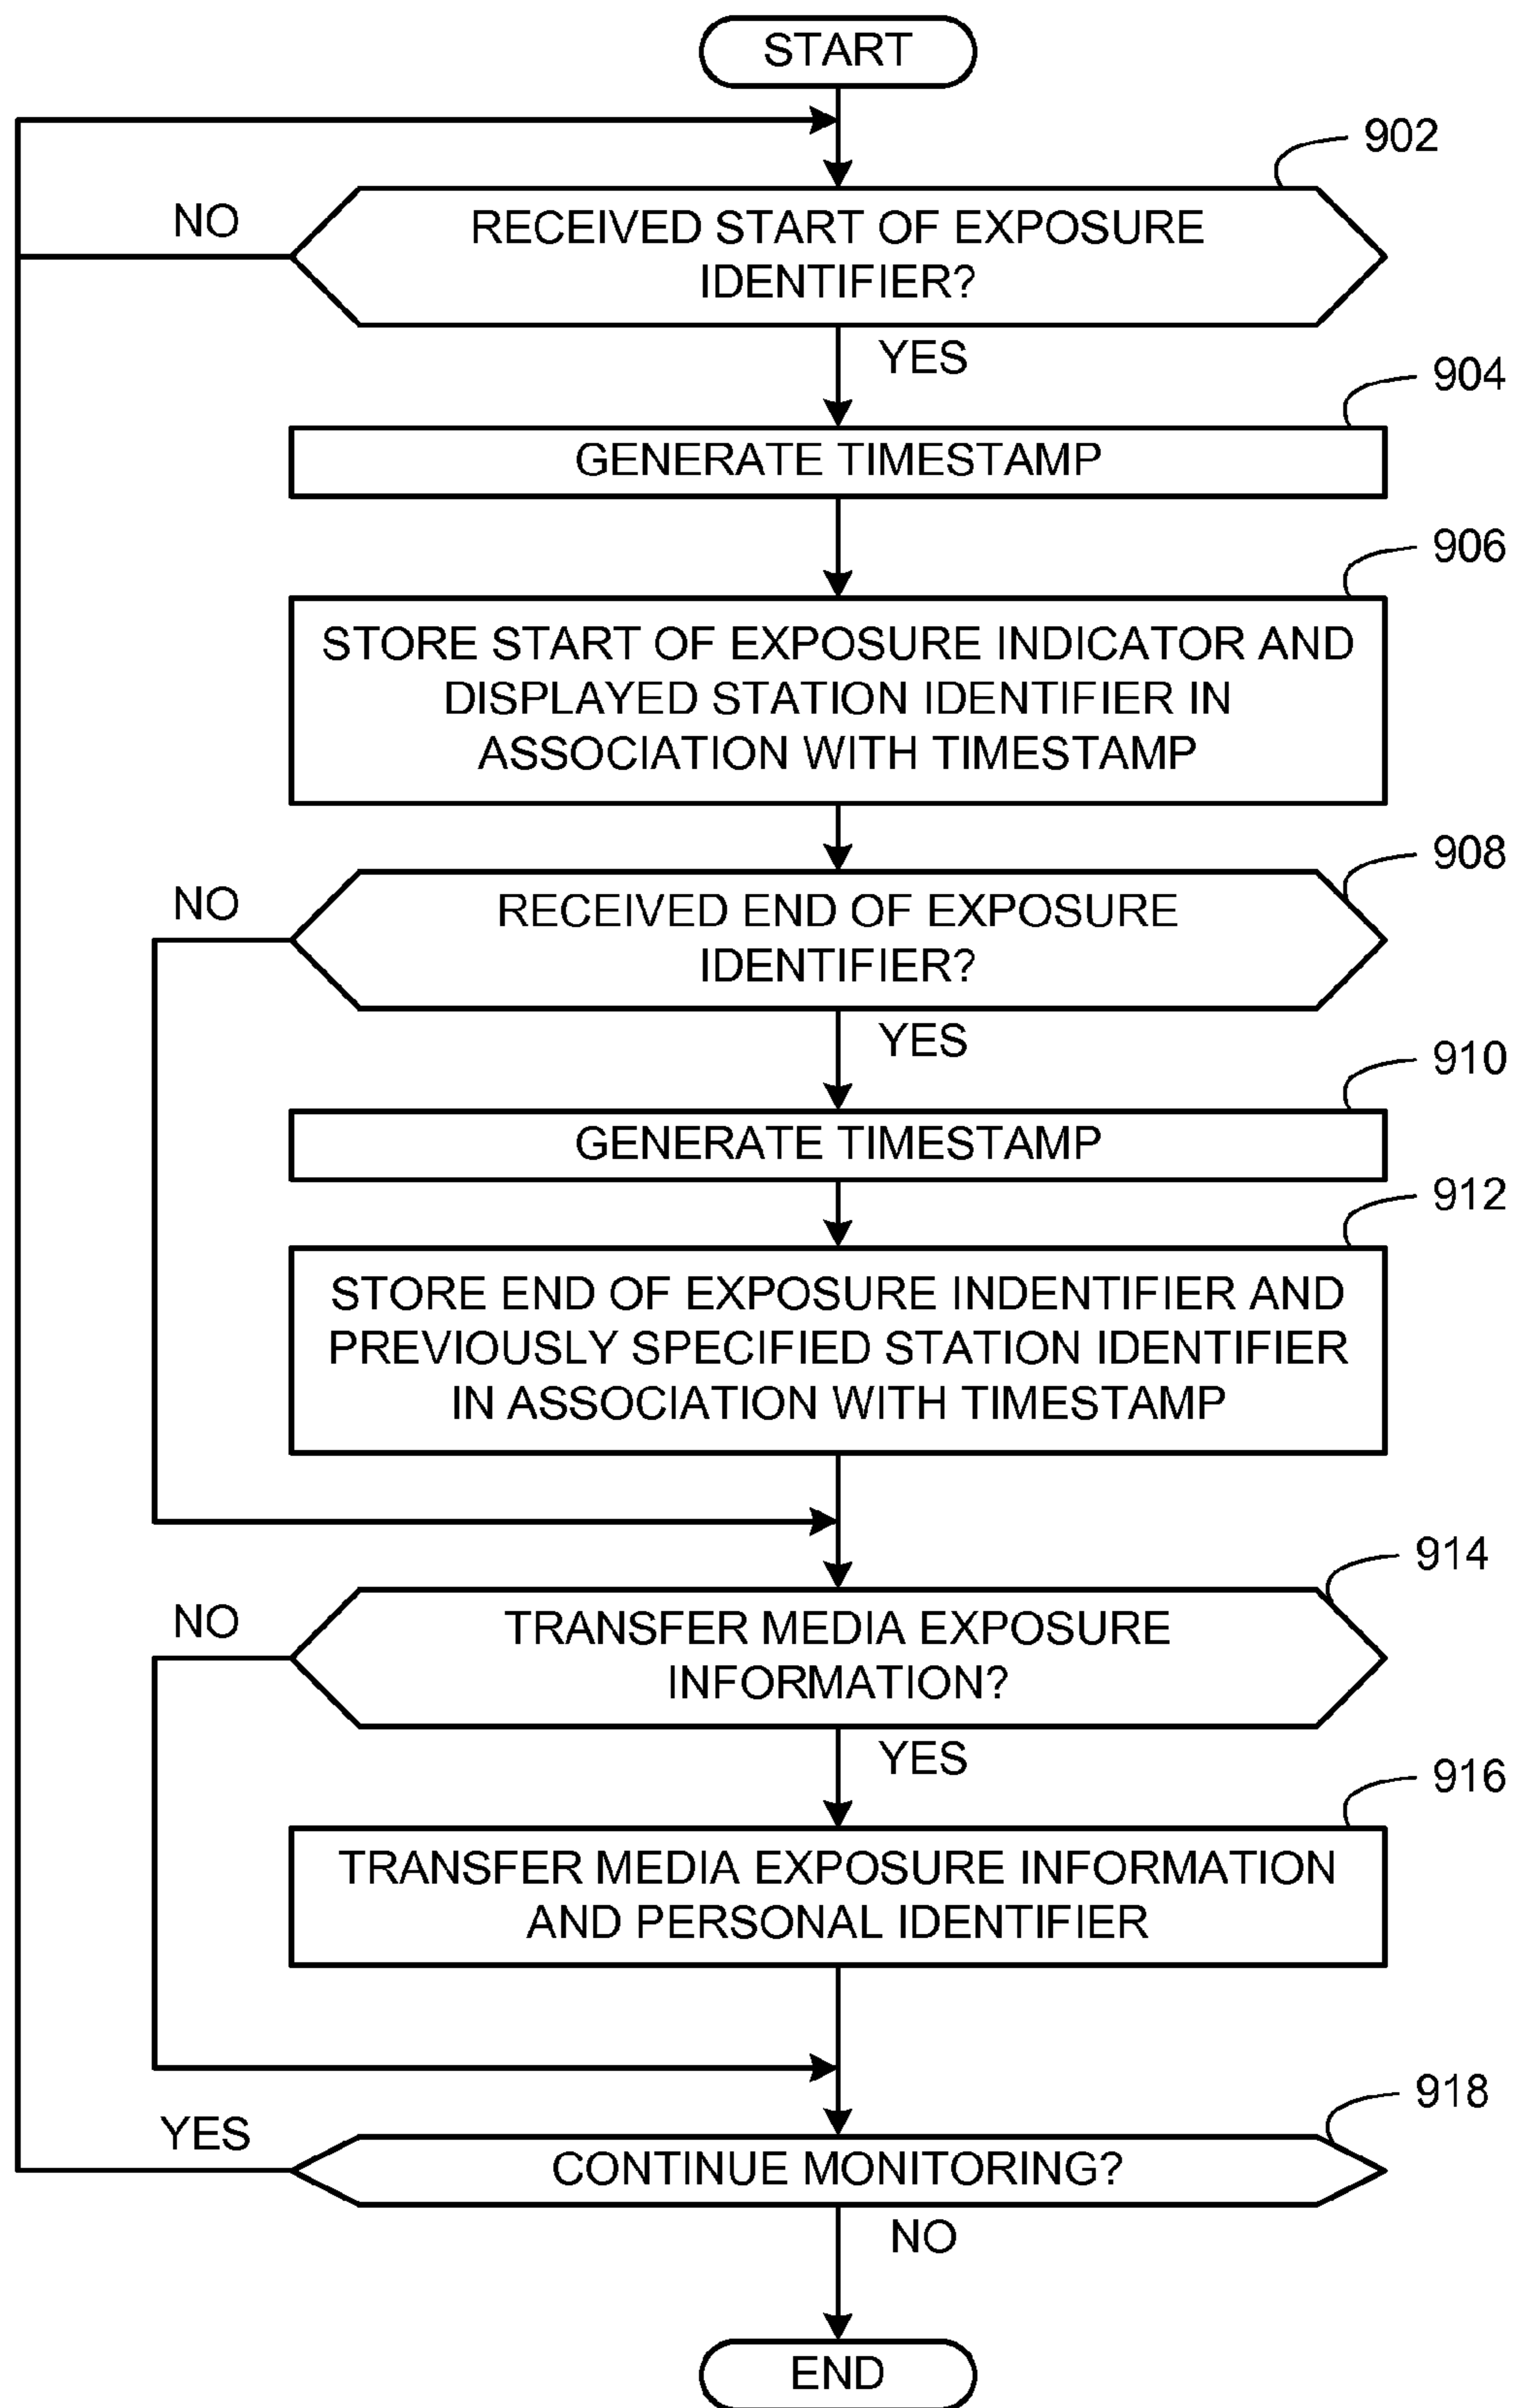 START
902
NO
RECEIVED START OF EXPOSURE
IDENTIFIER?
YES
904
GENERATE TIMESTAMP
906
STORE START OF EXPOSURE INDICATOR AND
DISPLAYED STATION IDENTIFIER IN
ASSOCIATION WITH TIMESTAMP
908
NO
RECEIVED END OF EXPOSURE
IDENTIFIER?
YES
910
GENERATE TIMESTAMP
912
STORE END OF EXPOSURE INDENTIFIER AND
PREVIOUSLY SPECIFIED STATION IDENTIFIER
IN ASSOCIATION WITH TIMESTAMP
914
NO
TRANSFER MEDIA EXPOSURE
INFORMATION?
YES
916
TRANSFER MEDIA EXPOSURE INFORMATION
AND PERSONAL IDENTIFIER
918
YES
CONTINUE MONITORING?
NO
END